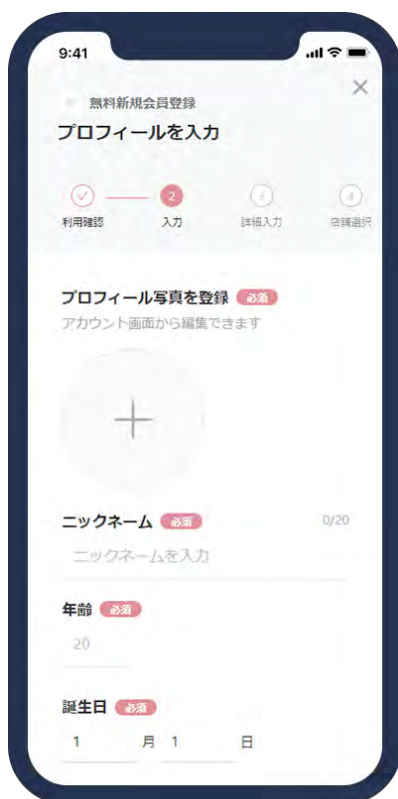 9:41
無料新規会員登録
プロフィールを入力
2 3 4
利用確認 入力 詳細入力 店舗選択
プロフィール写真を登録 必須
アカウント画面から編集できます
ニックネーム 必須 0/20
ニックネームを入力
年齢 必須
20
誕生日 必須
1 月 1 日